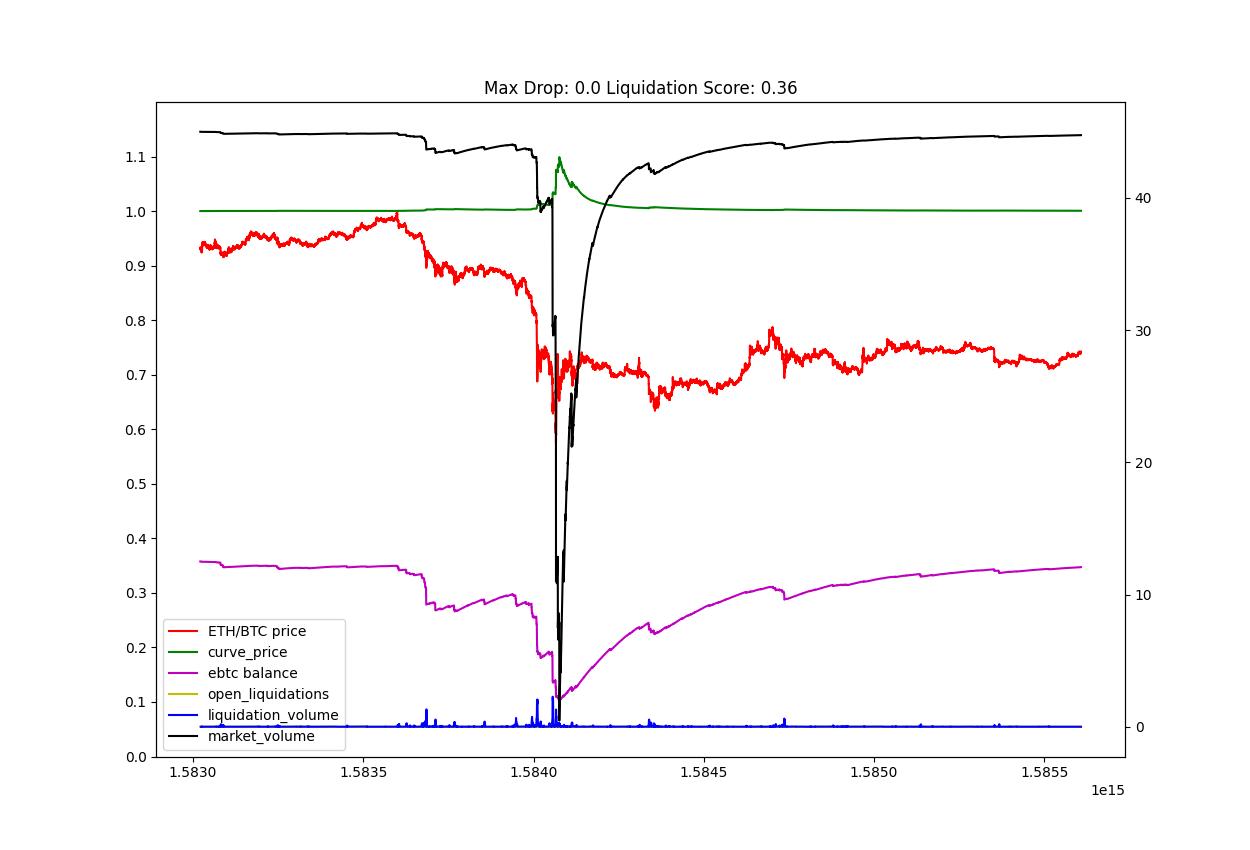 Max Drop: 0.0 Liquidation Score: 0.36
1.1
1.0
0.9
0.8
0.7
0.6
0.5
0.4
0.3
0.2
0.1
0.0
40
30
20
10
0
ETH/BTC price
curve_price
ebtc balance
open_liquidations
liquidation_volume
market_volume
1.5830 1.5835 1.5840 1.5845 1.5850 1.5855
1e15